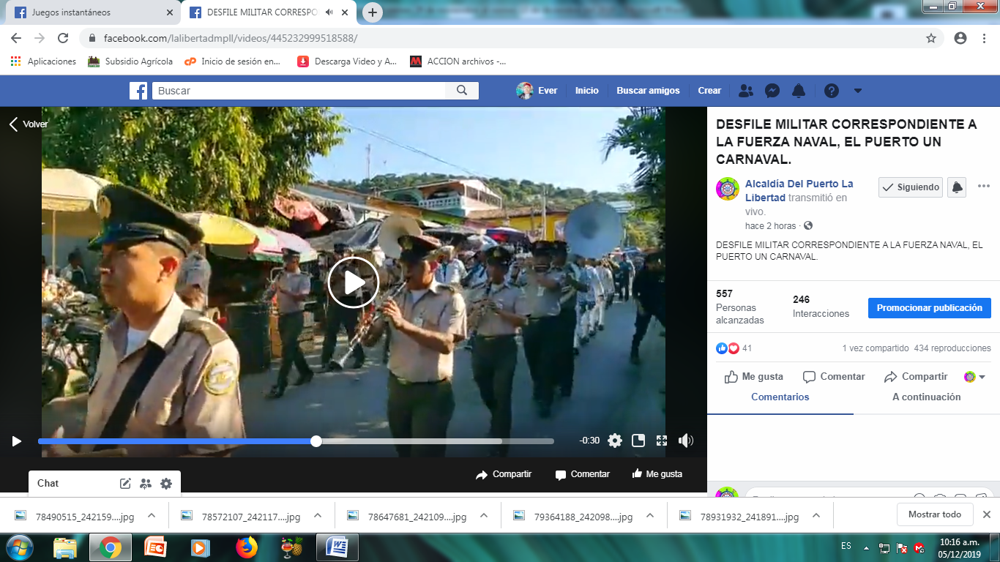 Juegos instantáneos
DESFILE MILITAR CORRESPO
facebook.com/lalibertadmpll/videos/445232999518588/
Aplicaciones
Subsidio Agrícola
Inicio de sesión en...
Descarga Video y A...
ACCION archivos -...
Buscar
Ever
Inicio
Buscar amigos
Crear
Volver
DESFILE MILITAR CORRESPONDIENTE A
LA FUERZA NAVAL, EL PUERTO UN
CARNAVAL.
Alcaldía Del Puerto La
Libertad transmitió en
vivo.
hace 2 horas ·
Siguiendo
DESFILE MILITAR CORRESPONDIENTE A LA FUERZA NAVAL, EL
PUERTO UN CARNAVAL.
557
Personas
alcanzadas
246
Interacciones
Promocionar publicación
41
1 vez compartido 434 reproducciones
Me gusta
Comentar
Compartir
Comentarios
A continuación
-0:30
Compartir
Comentar
Me gusta
Chat
78490515_242159....jpg
78572107_242117....jpg
78647681_242109....jpg
79364188_242098....jpg
78931932_241891....jpg
Mostrar todo
ES
10:16 a.m.
05/12/2019